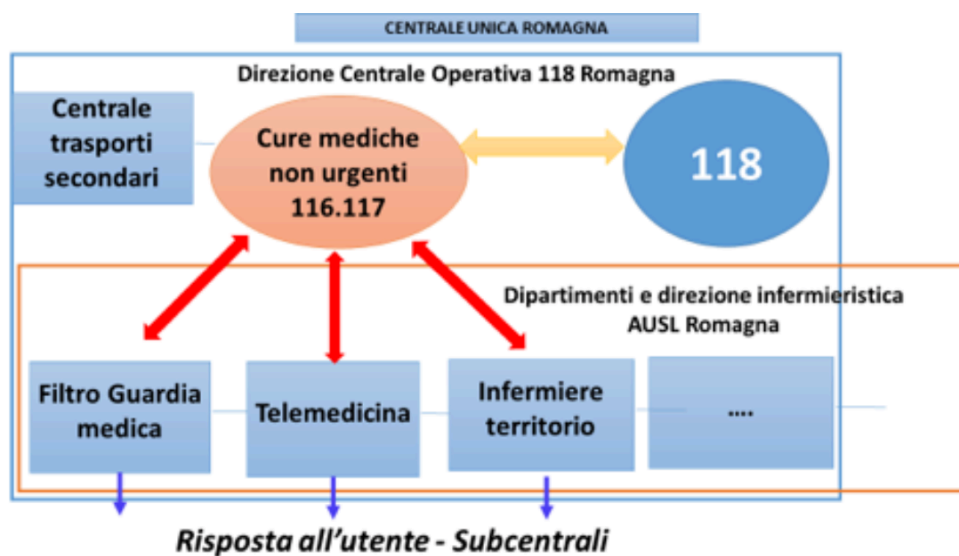 CENTRALE UNICA ROMAGNA
Direzione Centrale Operativa 118 Romagna
Centrale
trasporti
secondari
Cure mediche
non urgenti
116.117
118
Dipartimenti e direzione infermieristica
AUSL Romagna
Filtro Guardia
medica
Telemedicina
Infermiere
territorio
....
Risposta all'utente - Subcentrali